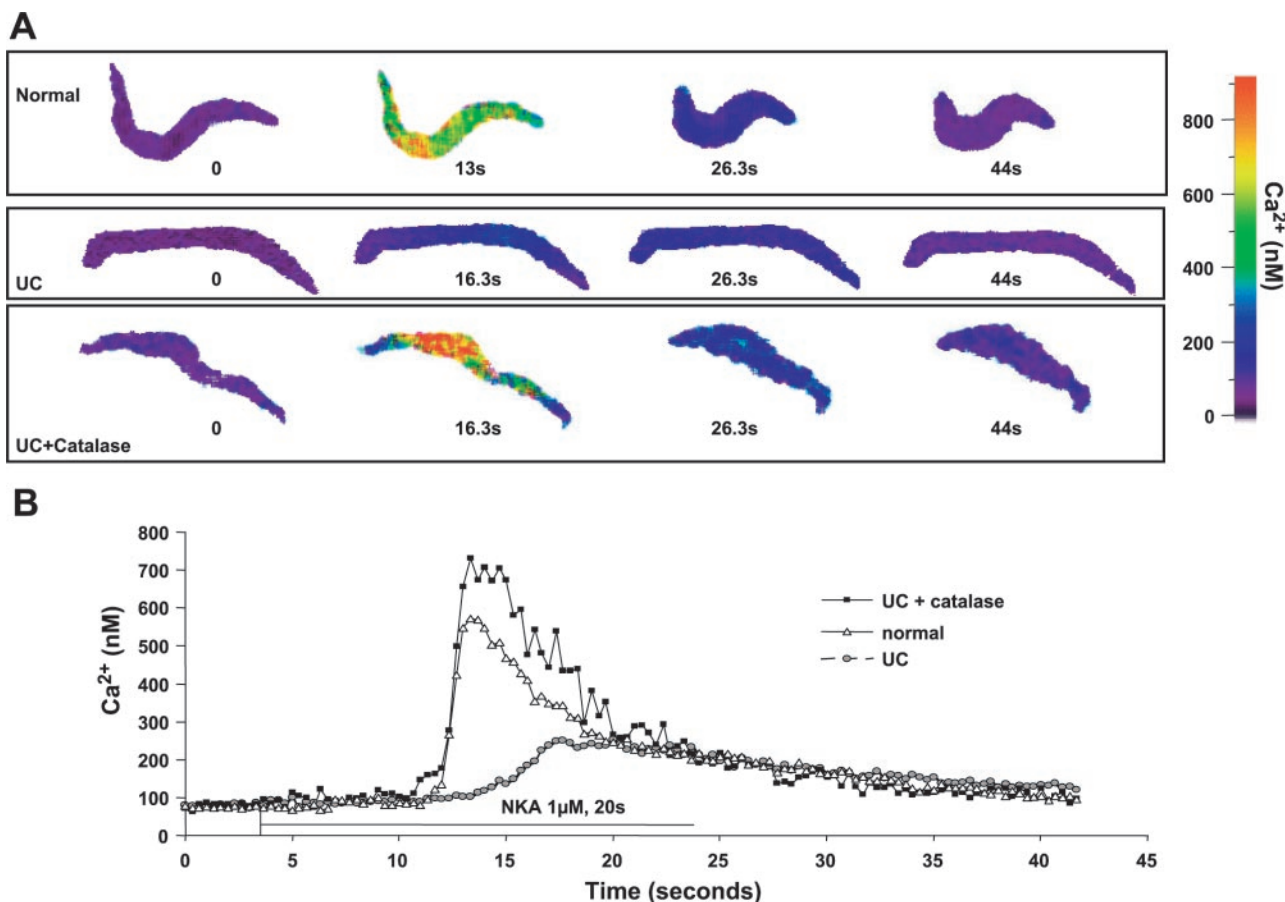 A
Normal
0
13s
26.3s
44s
UC
0
16.3s
26.3s
44s
UC+Catalase
0
16.3s
26.3s
44s
800
600
400
200
0
Ca²⁺ (nM)
B
800
700
600
500
400
300
200
100
0
Ca²⁺ (nM)
UC + catalase
normal
UC
NKA 1µM, 20s
0 5 10 15 20 25 30 35 40 45
Time (seconds)